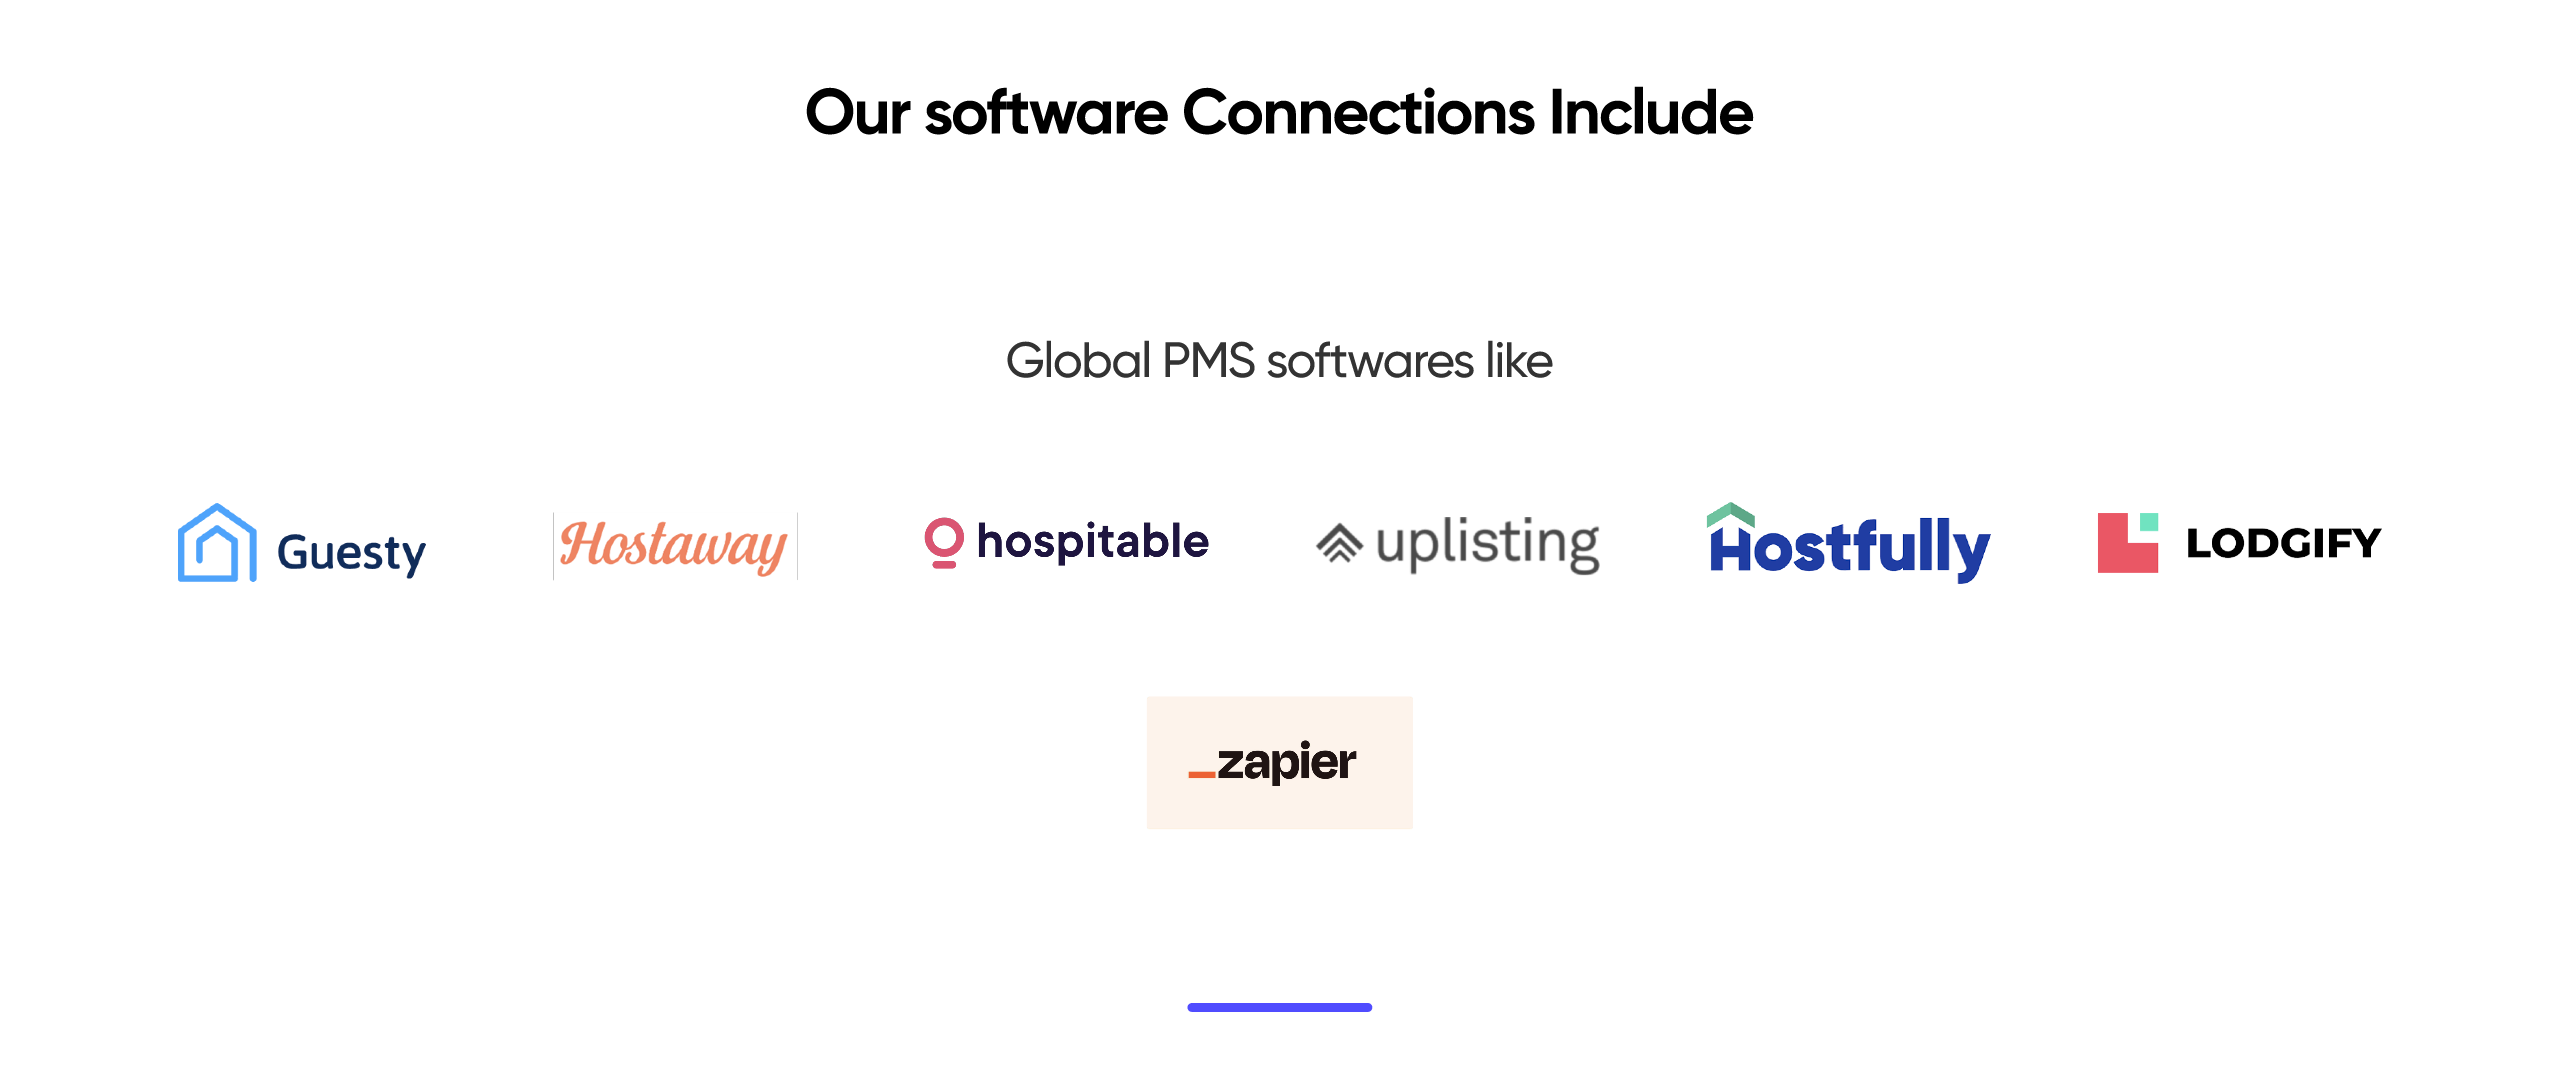 Our software Connections Include
Global PMS softwares like
Guesty
Hostaway
hospitable
uplisting
Hostfully
LODGIFY
_zapier